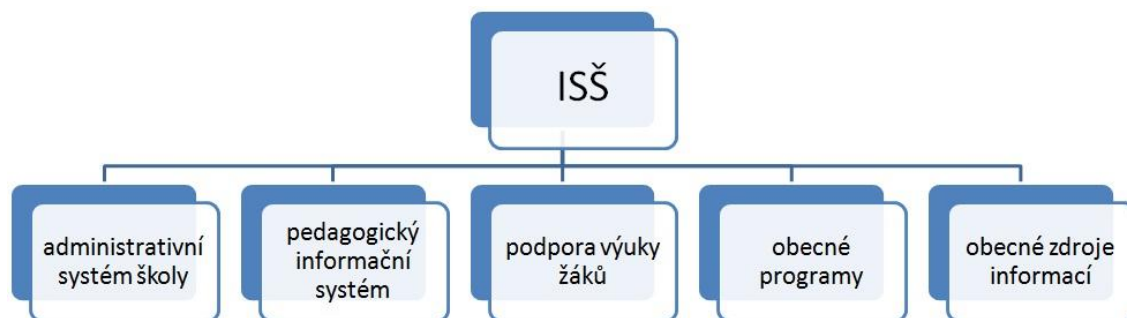 ISŠ
administrativní
systém školy
pedagogický
informační
systém
podpora výuky
žáků
obecné
programy
obecné zdroje
informací